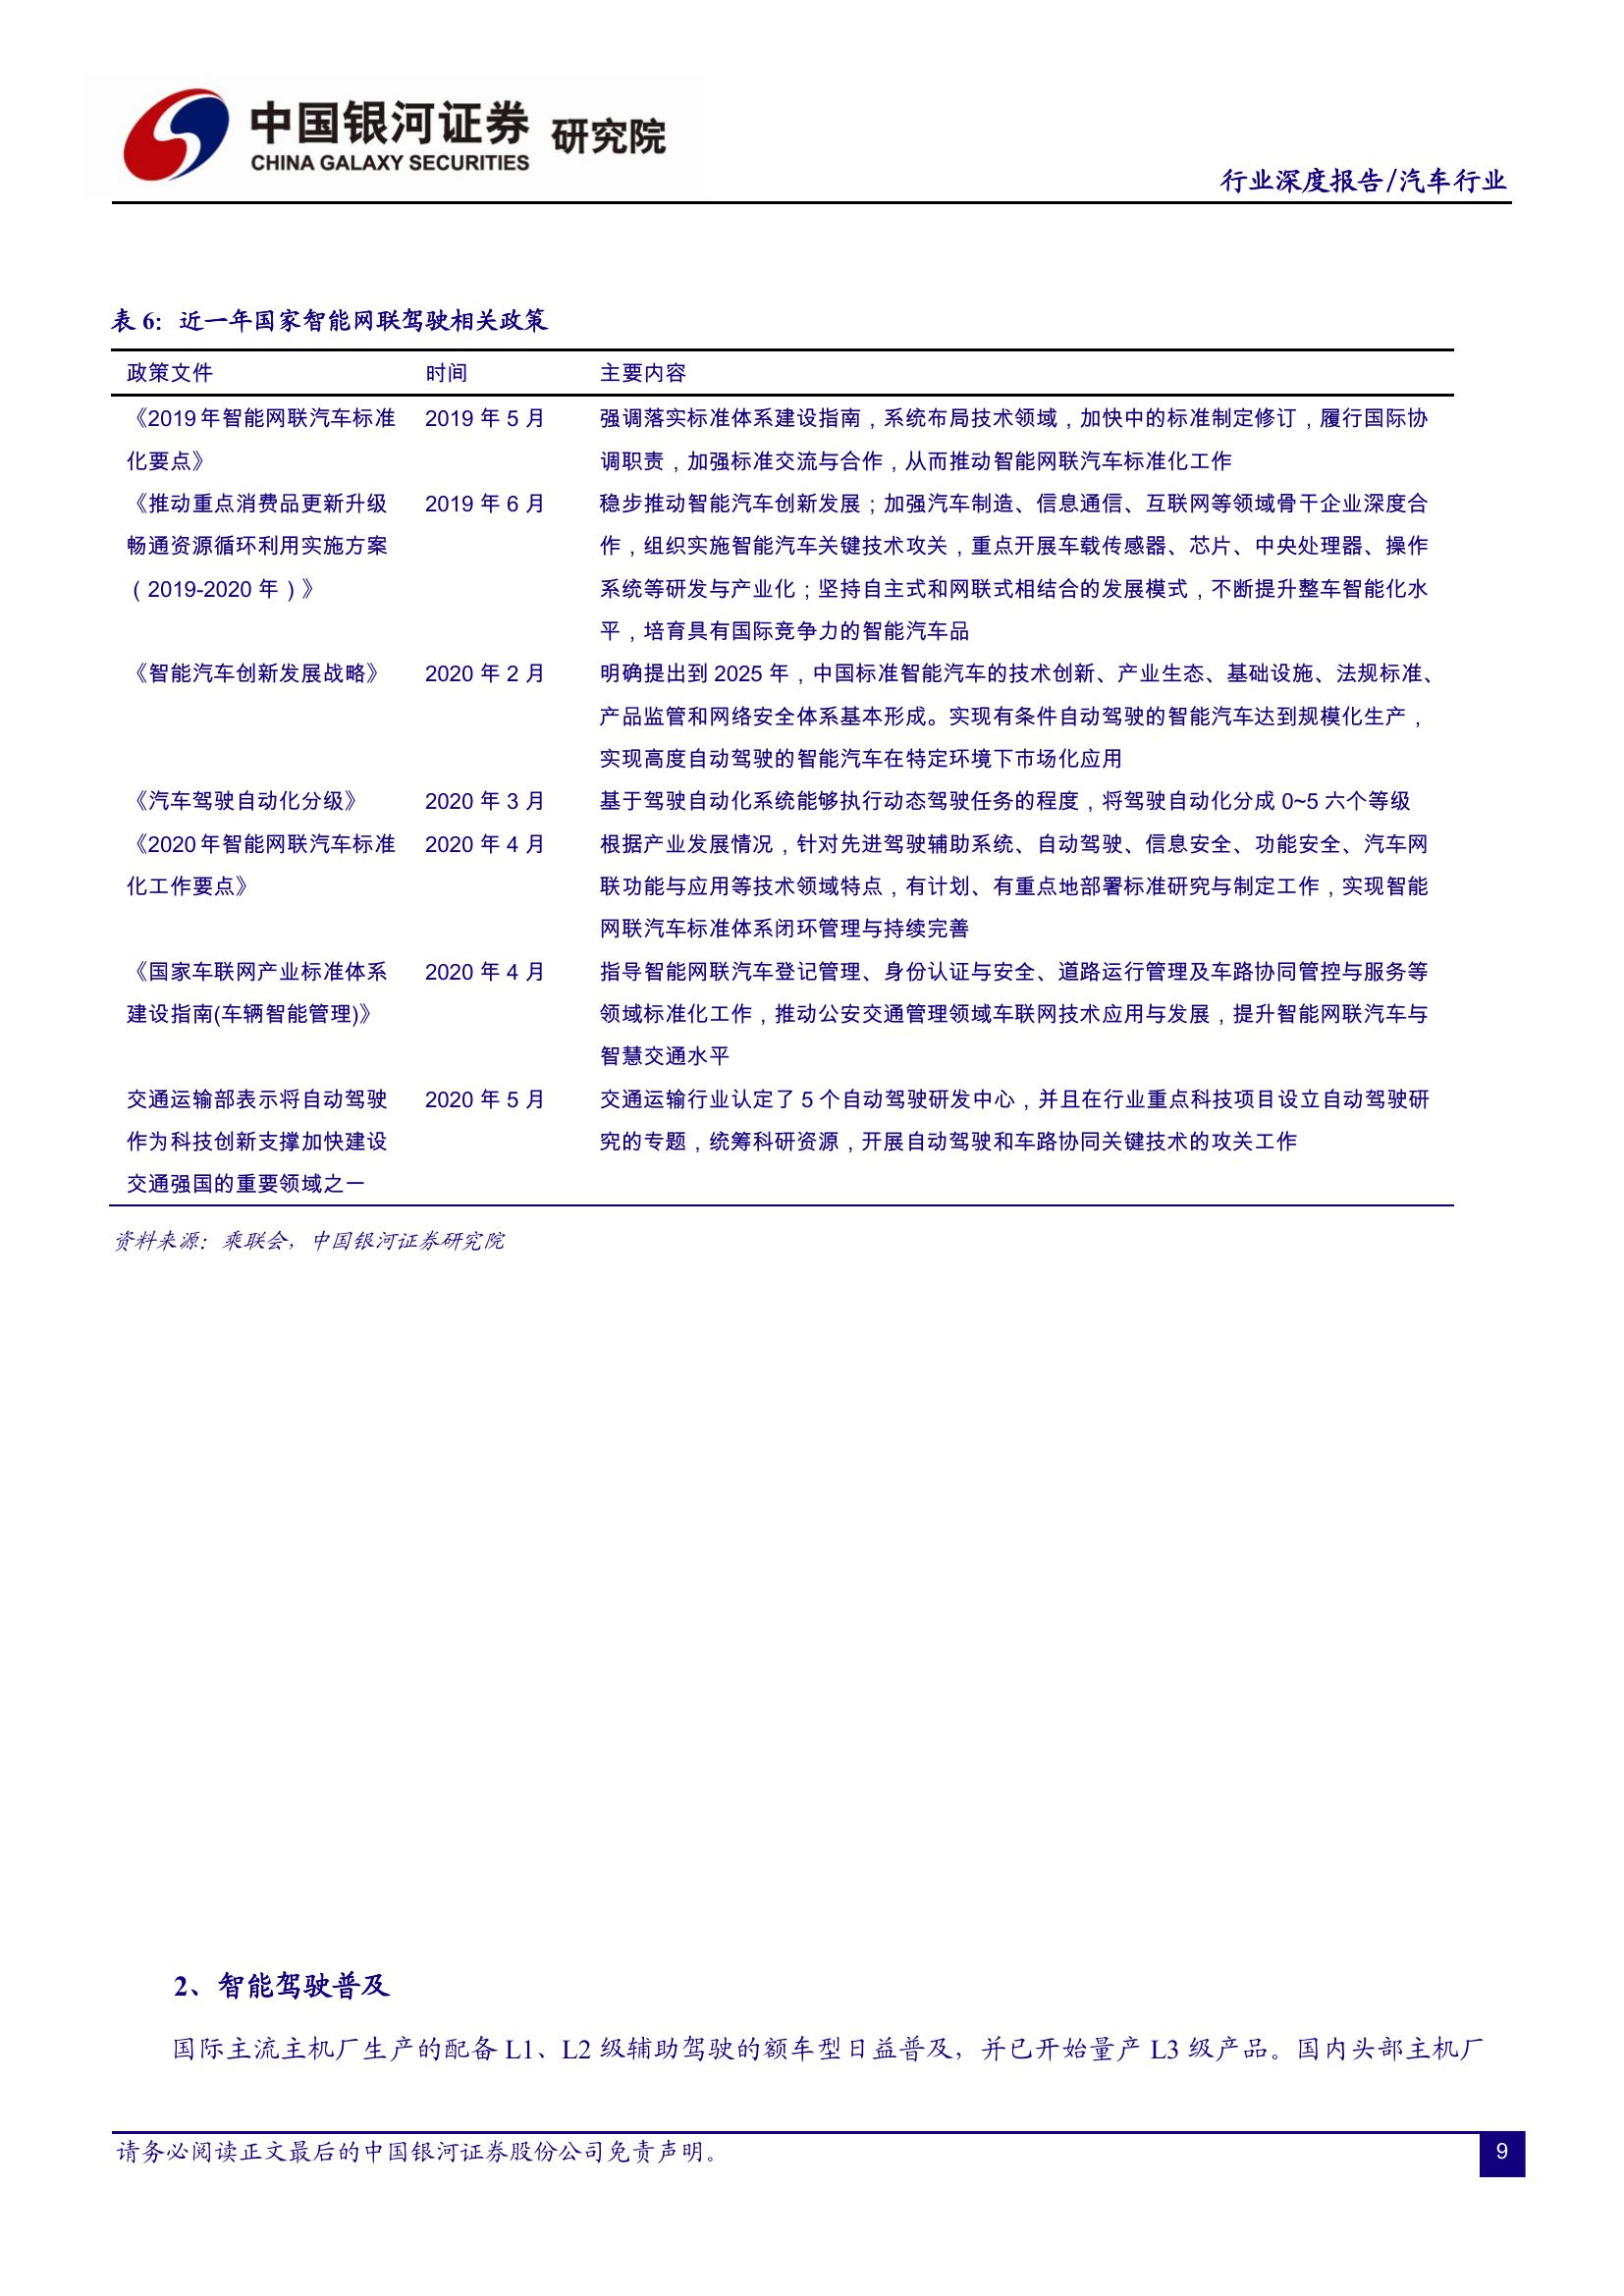 中国银河证券 研究院
CHINA GALAXY SECURITIES
行业深度报告/汽车行业
表 6：近一年国家智能网联驾驶相关政策
政策文件 时间 主要内容
《2019 年智能网联汽车标准 2019 年 5 月 强调落实标准体系建设指南，系统布局技术领域，加快中的标准制定修订，履行国际协
化要点》 调职责，加强标准交流与合作，从而推动智能网联汽车标准化工作
《推动重点消费品更新升级 2019 年 6 月 稳步推动智能汽车创新发展；加强汽车制造、信息通信、互联网等领域骨干企业深度合
畅通资源循环利用实施方案 作，组织实施智能汽车关键技术攻关，重点开展车载传感器、芯片、中央处理器、操作
（2019-2020 年）》 系统等研发与产业化；坚持自主式和网联式相结合的发展模式，不断提升整车智能化水
平，培育具有国际竞争力的智能汽车品
《智能汽车创新发展战略》 2020 年 2 月 明确提出到 2025 年，中国标准智能汽车的技术创新、产业生态、基础设施、法规标准、
产品监管和网络安全体系基本形成。实现有条件自动驾驶的智能汽车达到规模化生产，
实现高度自动驾驶的智能汽车在特定环境下市场化应用
《汽车驾驶自动化分级》 2020 年 3 月 基于驾驶自动化系统能够执行动态驾驶任务的程度，将驾驶自动化分成 0~5 六个等级
《2020 年智能网联汽车标准 2020 年 4 月 根据产业发展情况，针对先进驾驶辅助系统、自动驾驶、信息安全、功能安全、汽车网
化工作要点》 联功能与应用等技术领域特点，有计划、有重点地部署标准研究与制定工作，实现智能
网联汽车标准体系闭环管理与持续完善
《国家车联网产业标准体系 2020 年 4 月 指导智能网联汽车登记管理、身份认证与安全、道路运行管理及车路协同管控与服务等
建设指南(车辆智能管理)》 领域标准化工作，推动公安交通管理领域车联网技术应用与发展，提升智能网联汽车与
智慧交通水平
交通运输部表示将自动驾驶 2020 年 5 月 交通运输行业认定了 5 个自动驾驶研发中心，并且在行业重点科技项目设立自动驾驶研
作为科技创新支撑加快建设 究的专题，统筹科研资源，开展自动驾驶和车路协同关键技术的攻关工作
交通强国的重要领域之一
资料来源：乘联会，中国银河证券研究院
2、智能驾驶普及
国际主流主机厂生产的配备 L1、L2 级辅助驾驶的额车型日益普及，并已开始量产 L3 级产品。国内头部主机厂
请务必阅读正文最后的中国银河证券股份公司免责声明。
9